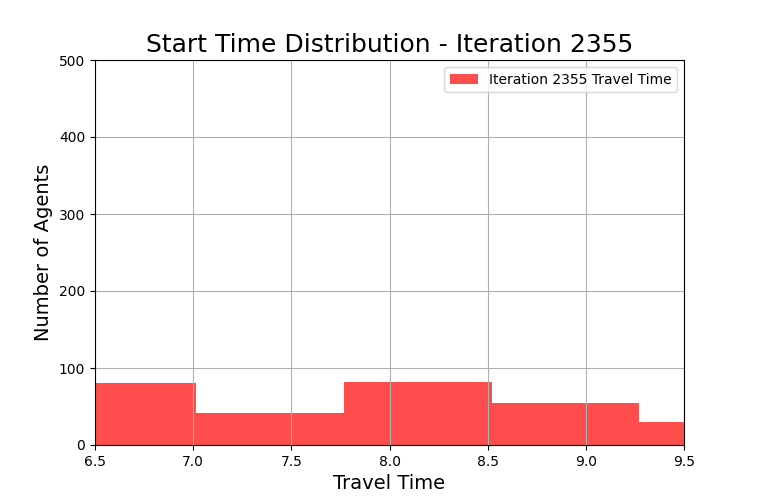 Start Time Distribution - Iteration 2355
Iteration 2355 Travel Time
Number of Agents
500
400
300
200
100
0
6.5 7.0 7.5 8.0 8.5 9.0 9.5
Travel Time